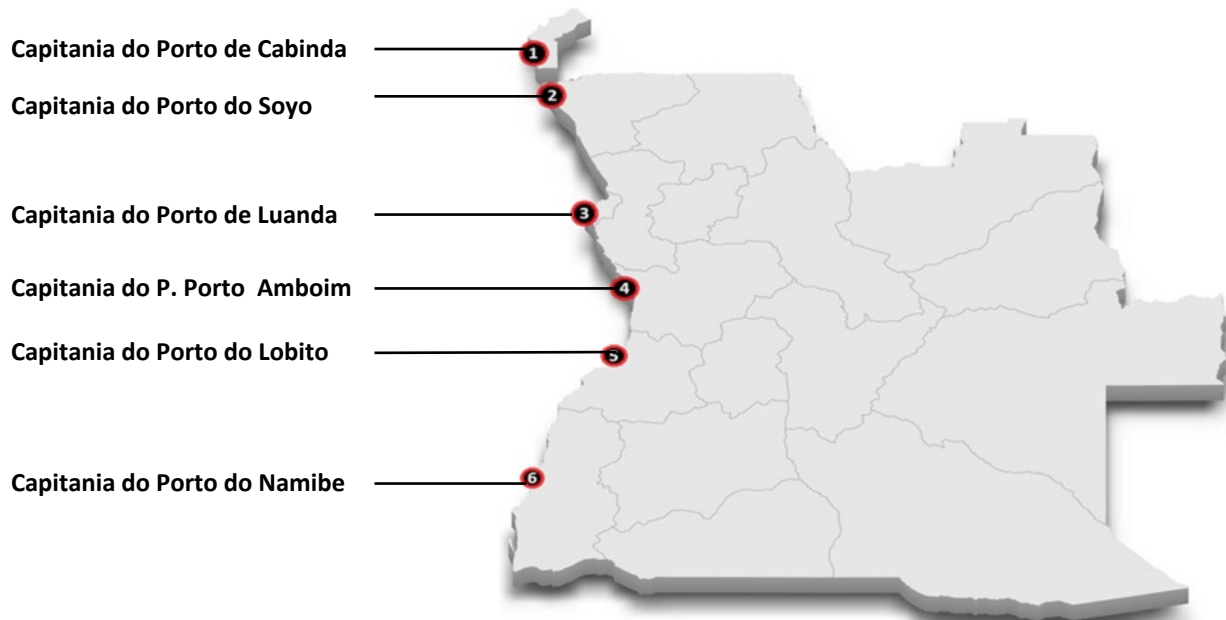 Capitania do Porto de Cabinda
1
Capitania do Porto do Soyo
2
Capitania do Porto de Luanda
3
Capitania do P. Porto  Amboim
4
Capitania do Porto do Lobito
5
Capitania do Porto do Namibe
6